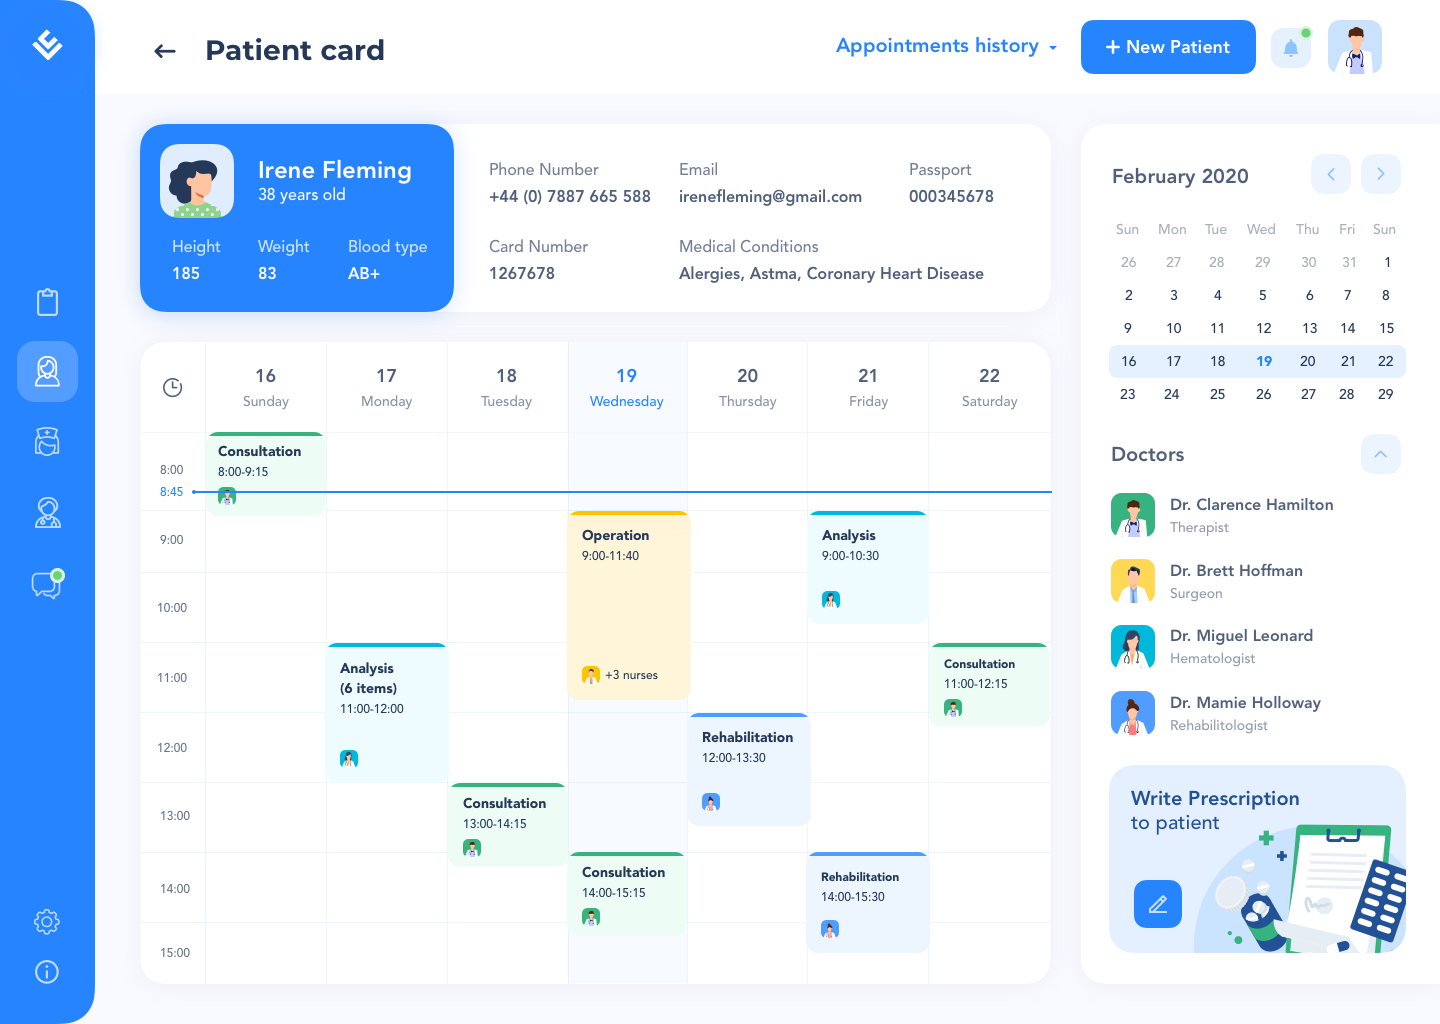 Patient card
Appointments history
+ New Patient
Irene Fleming
38 years old
Height
Weight
Blood type
185
83
AB+
Phone Number
Email
Passport
+44 (0) 7887 665 588
irenefleming@gmail.com
000345678
Card Number
Medical Conditions
1267678
Alergies, Astma, Coronary Heart Disease
16
17
18
19
20
21
22
Sunday
Monday
Tuesday
Wednesday
Thursday
Friday
Saturday
8:00
8:45
9:00
10:00
11:00
12:00
13:00
14:00
15:00
Consultation
8:00-9:15
Analysis
(6 items)
11:00-12:00
Consultation
13:00-14:15
Operation
9:00-11:40
+3 nurses
Consultation
14:00-15:15
Rehabilitation
12:00-13:30
Analysis
9:00-10:30
Rehabilitation
14:00-15:30
Consultation
11:00-12:15
February 2020
Sun Mon Tue Wed Thu Fri Sun
26 27 28 29 30 31 1
2 3 4 5 6 7 8
9 10 11 12 13 14 15
16 17 18 19 20 21 22
23 24 25 26 27 28 29
Doctors
Dr. Clarence Hamilton
Therapist
Dr. Brett Hoffman
Surgeon
Dr. Miguel Leonard
Hematologist
Dr. Mamie Holloway
Rehabilitologist
Write Prescription
to patient